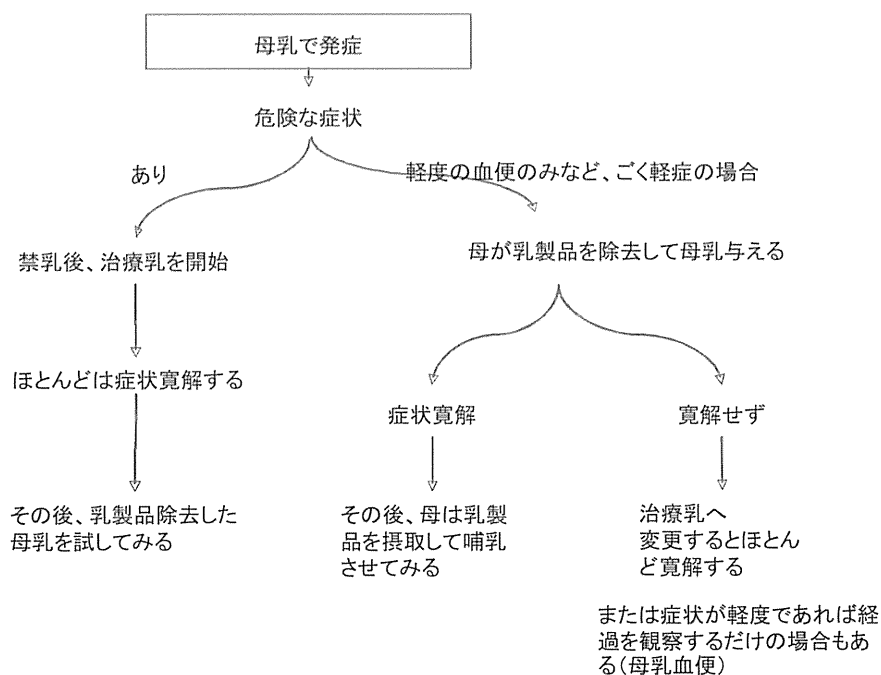 母乳で発症
危険な症状
あり
軽度の血便のみなど、ごく軽症の場合
禁乳後、治療乳を開始
母が乳製品を除去して母乳与える
ほとんどは症状寛解する
症状寛解
寛解せず
その後、乳製品除去した
母乳を試してみる
その後、母は乳製
品を摂取して哺乳
させてみる
治療乳へ
変更するとほとん
ど寛解する
または症状が軽度であれば経
過を観察するだけの場合もあ
る(母乳血便)